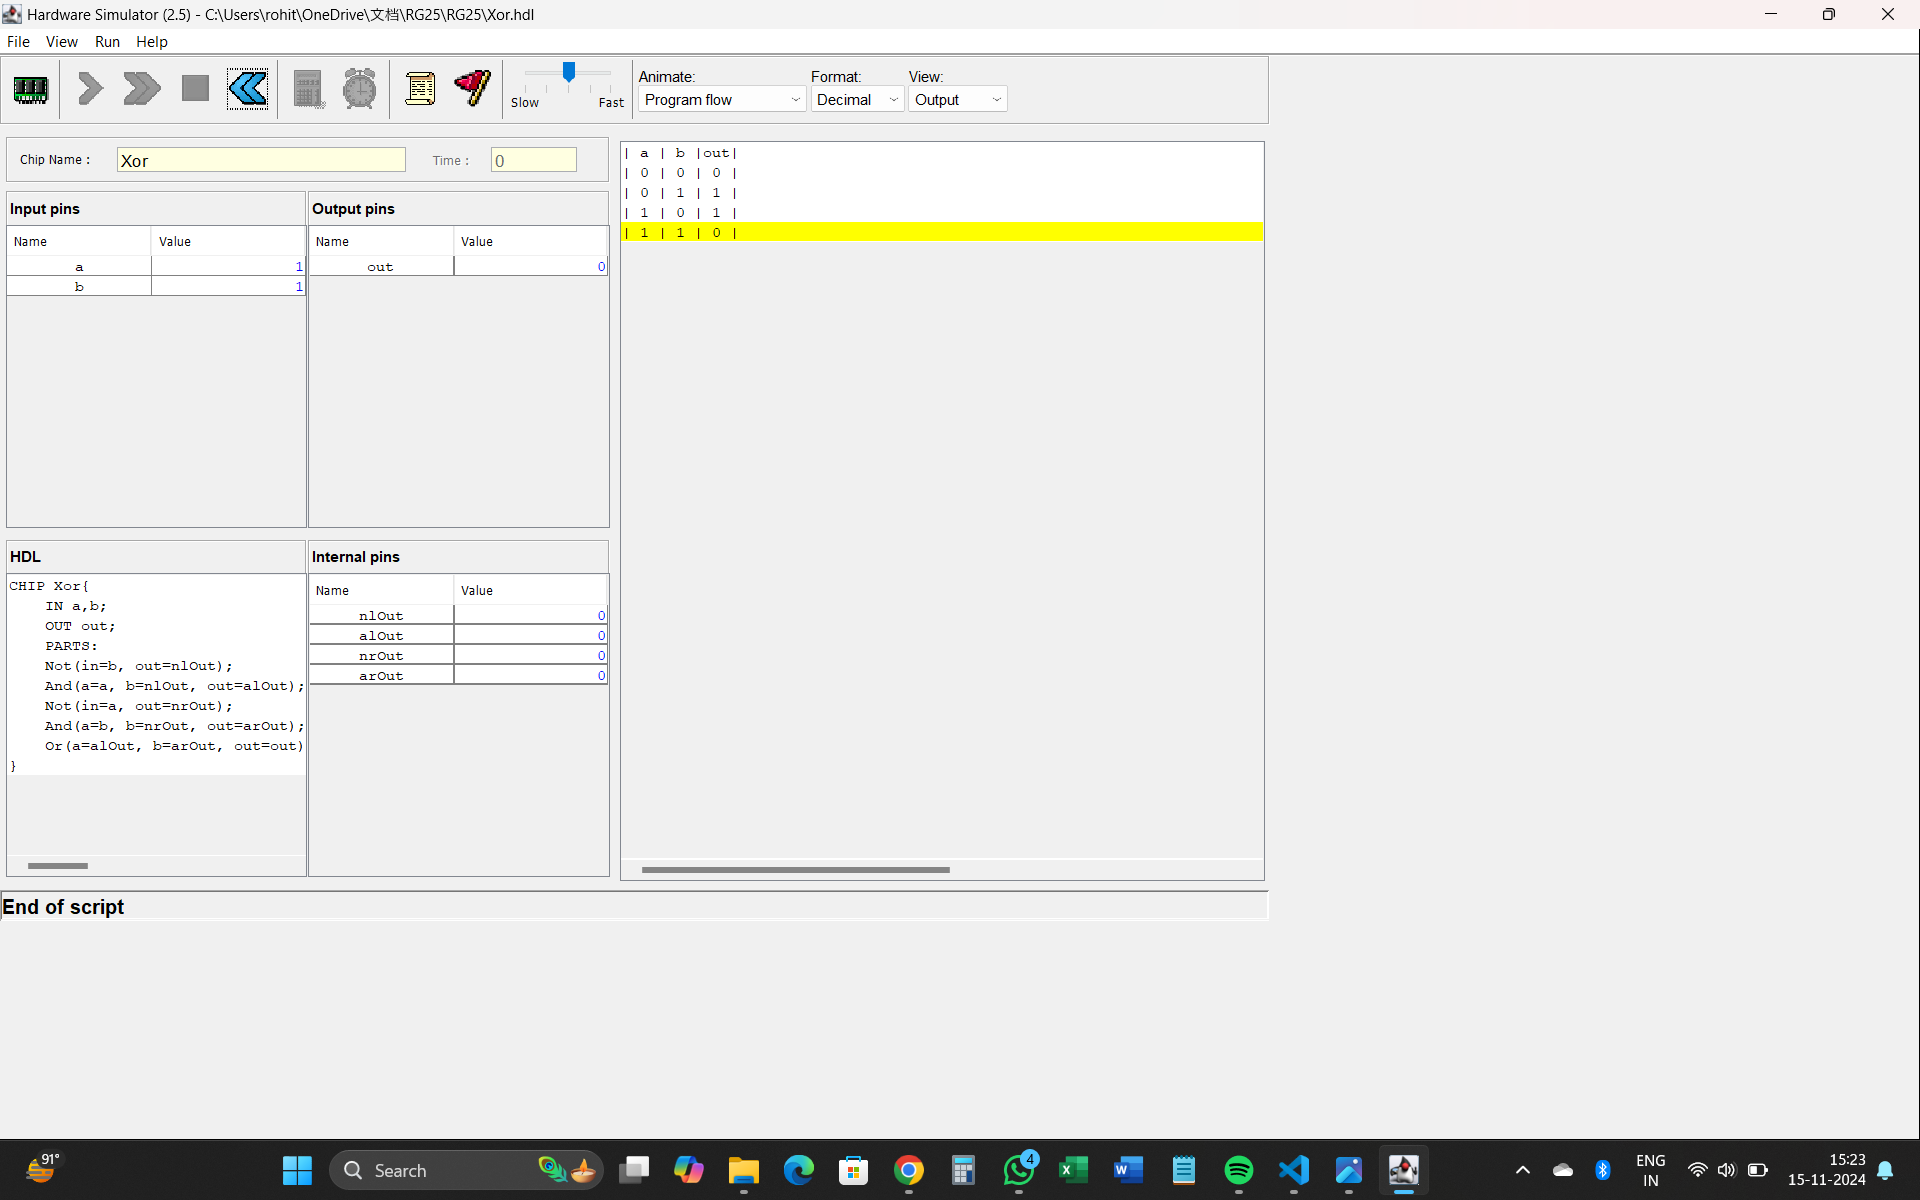 Hardware Simulator (2.5) - C:\Users\rohit\OneDrive\文档\RG25\RG25\Xor.hdl
File View Run Help
Slow Fast
Animate: Format: View:
Program flow Decimal Output
Chip Name : Xor Time : 0
Input pins
Name Value
a 1
b 1
Output pins
Name Value
out 0
HDL
CHIP Xor{
IN a,b;
OUT out;
PARTS:
Not(in=b, out=nlOut);
And(a=a, b=nlOut, out=alOut);
Not(in=a, out=nrOut);
And(a=b, b=nrOut, out=arOut);
Or(a=alOut, b=arOut, out=out)
}
Internal pins
Name Value
nlOut 0
alOut 0
nrOut 0
arOut 0
| a | b |out|
| 0 | 0 | 0 |
| 0 | 1 | 1 |
| 1 | 0 | 1 |
| 1 | 1 | 0 |
End of script
91°
Search
4
ENG
IN
15:23
15-11-2024